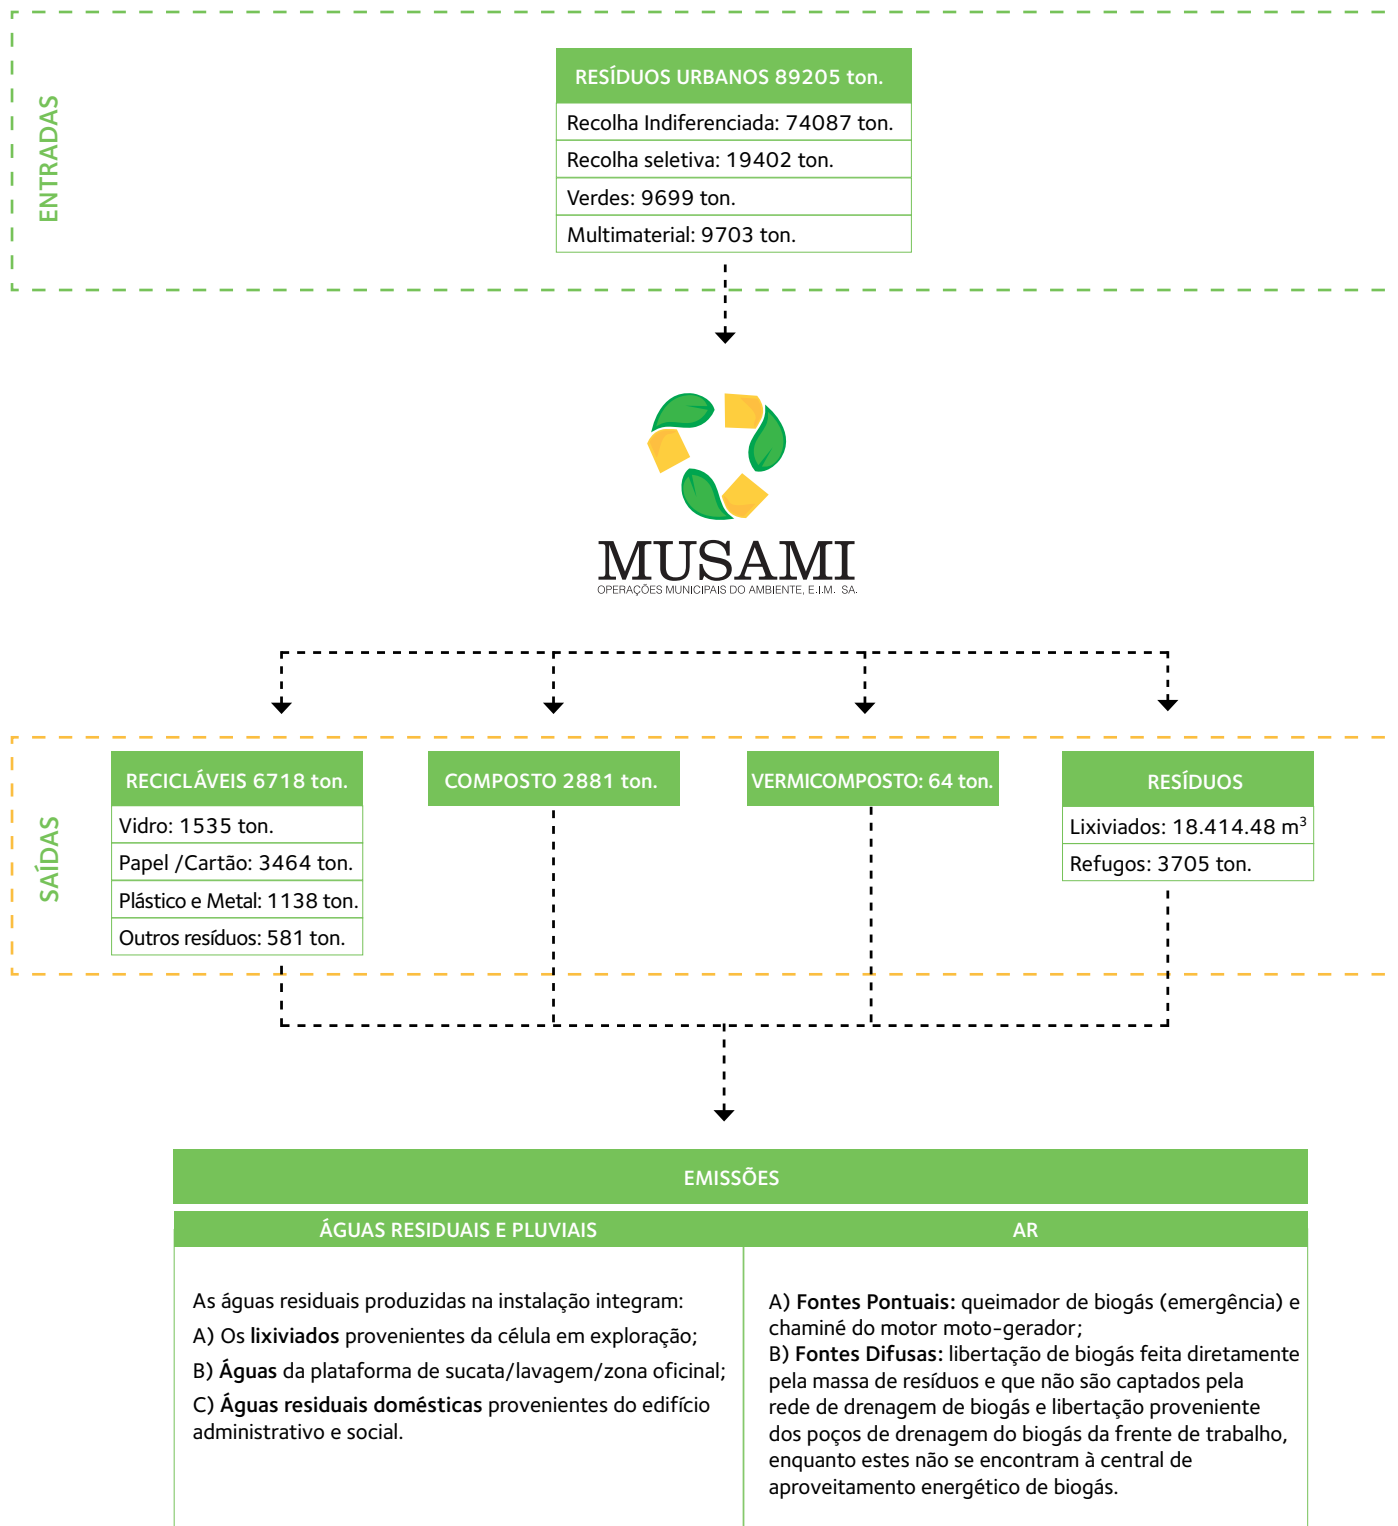 ENTRADAS
RESÍDUOS URBANOS 89205 ton.
Recolha Indiferenciada: 74087 ton.
Recolha seletiva: 19402 ton.
Verdes: 9699 ton.
Multimaterial: 9703 ton.
MUSAMI
OPERAÇÕES MUNICIPAIS DO AMBIENTE, E.I.M. SA.
SAÍDAS
RECICLÁVEIS 6718 ton.
Vidro: 1535 ton.
Papel /Cartão: 3464 ton.
Plástico e Metal: 1138 ton.
Outros resíduos: 581 ton.
COMPOSTO 2881 ton.
VERMICOMPOSTO: 64 ton.
RESÍDUOS
Lixiviados: 18.414.48 m³
Refugos: 3705 ton.
EMISSÕES
ÁGUAS RESIDUAIS E PLUVIAIS
As águas residuais produzidas na instalação integram:
A) Os lixiviados provenientes da célula em exploração;
B) Águas da plataforma de sucata/lavagem/zona oficinal;
C) Águas residuais domésticas provenientes do edifício
administrativo e social.
AR
A) Fontes Pontuais: queimador de biogás (emergência) e
chaminé do motor moto-gerador;
B) Fontes Difusas: libertação de biogás feita diretamente
pela massa de resíduos e que não são captados pela
rede de drenagem de biogás e libertação proveniente
dos poços de drenagem do biogás da frente de trabalho,
enquanto estes não se encontram à central de
aproveitamento energético de biogás.